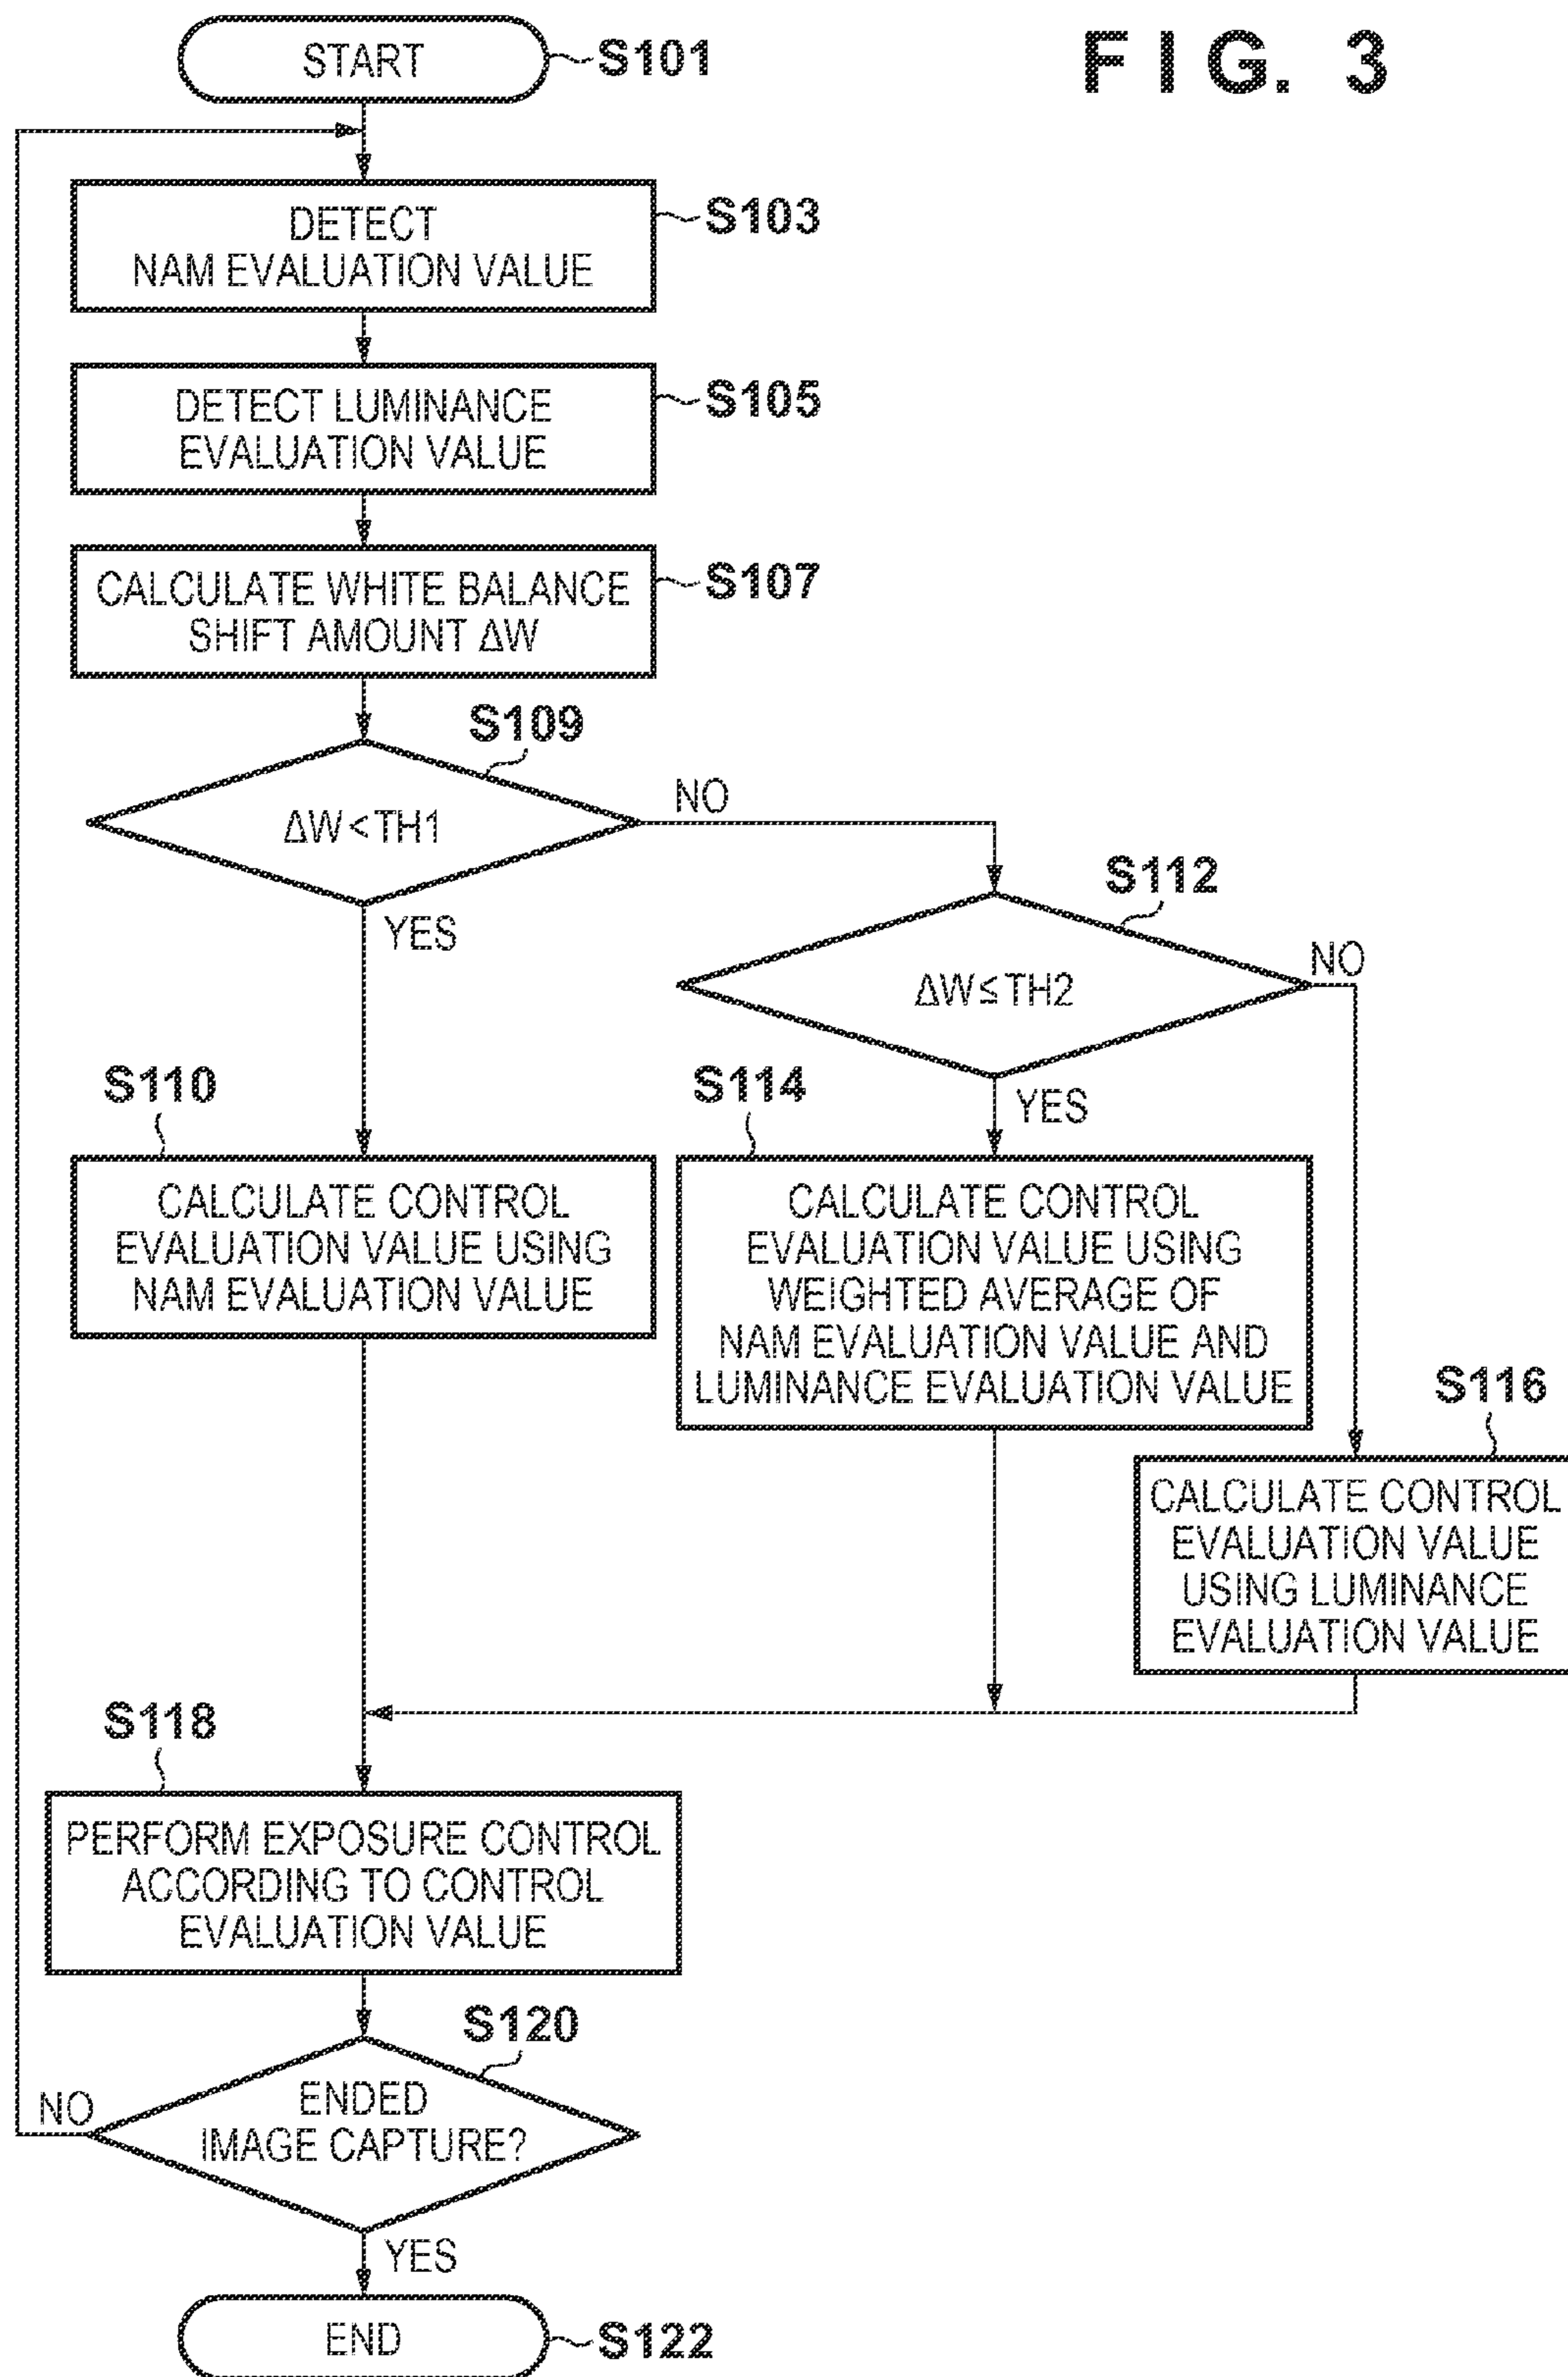 FIG. 3
START
S101
DETECT
NAM EVALUATION VALUE
S103
DETECT LUMINANCE
EVALUATION VALUE
S105
CALCULATE WHITE BALANCE
SHIFT AMOUNT ΔW
S107
S109
ΔW<TH1
NO
YES
S112
ΔW≤TH2
NO
YES
S110
CALCULATE CONTROL
EVALUATION VALUE USING
NAM EVALUATION VALUE
S114
CALCULATE CONTROL
EVALUATION VALUE USING
WEIGHTED AVERAGE OF
NAM EVALUATION VALUE AND
LUMINANCE EVALUATION VALUE
S116
CALCULATE CONTROL
EVALUATION VALUE
USING LUMINANCE
EVALUATION VALUE
S118
PERFORM EXPOSURE CONTROL
ACCORDING TO CONTROL
EVALUATION VALUE
S120
ENDED
IMAGE CAPTURE?
NO
YES
END
S122